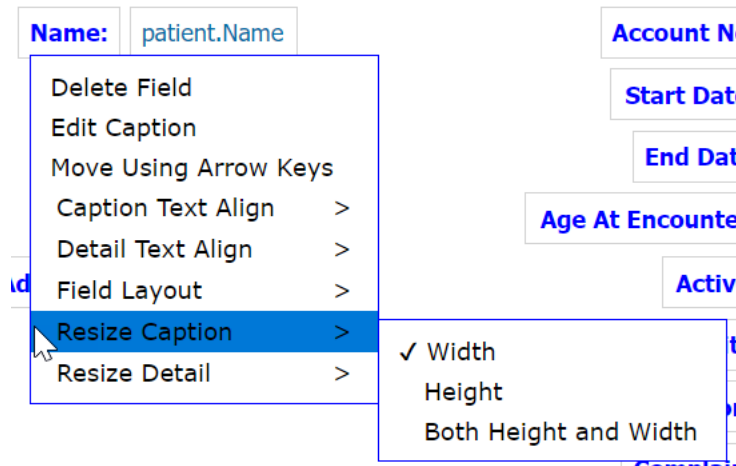 Name: patient.Name
Account N
Start Dat
End Dat
Age At Encounte
Activ
Delete Field
Edit Caption
Move Using Arrow Keys
Caption Text Align >
Detail Text Align >
Field Layout >
Resize Caption >
Resize Detail >
✓ Width
Height
Both Height and Width